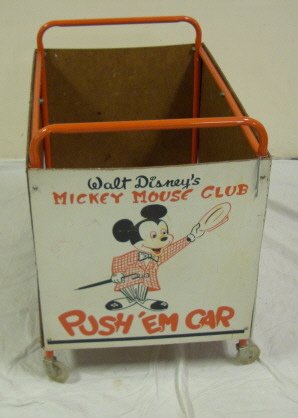 Walt Disney's
MICKEY MOUSE CLUB
PUSH 'EM CAR